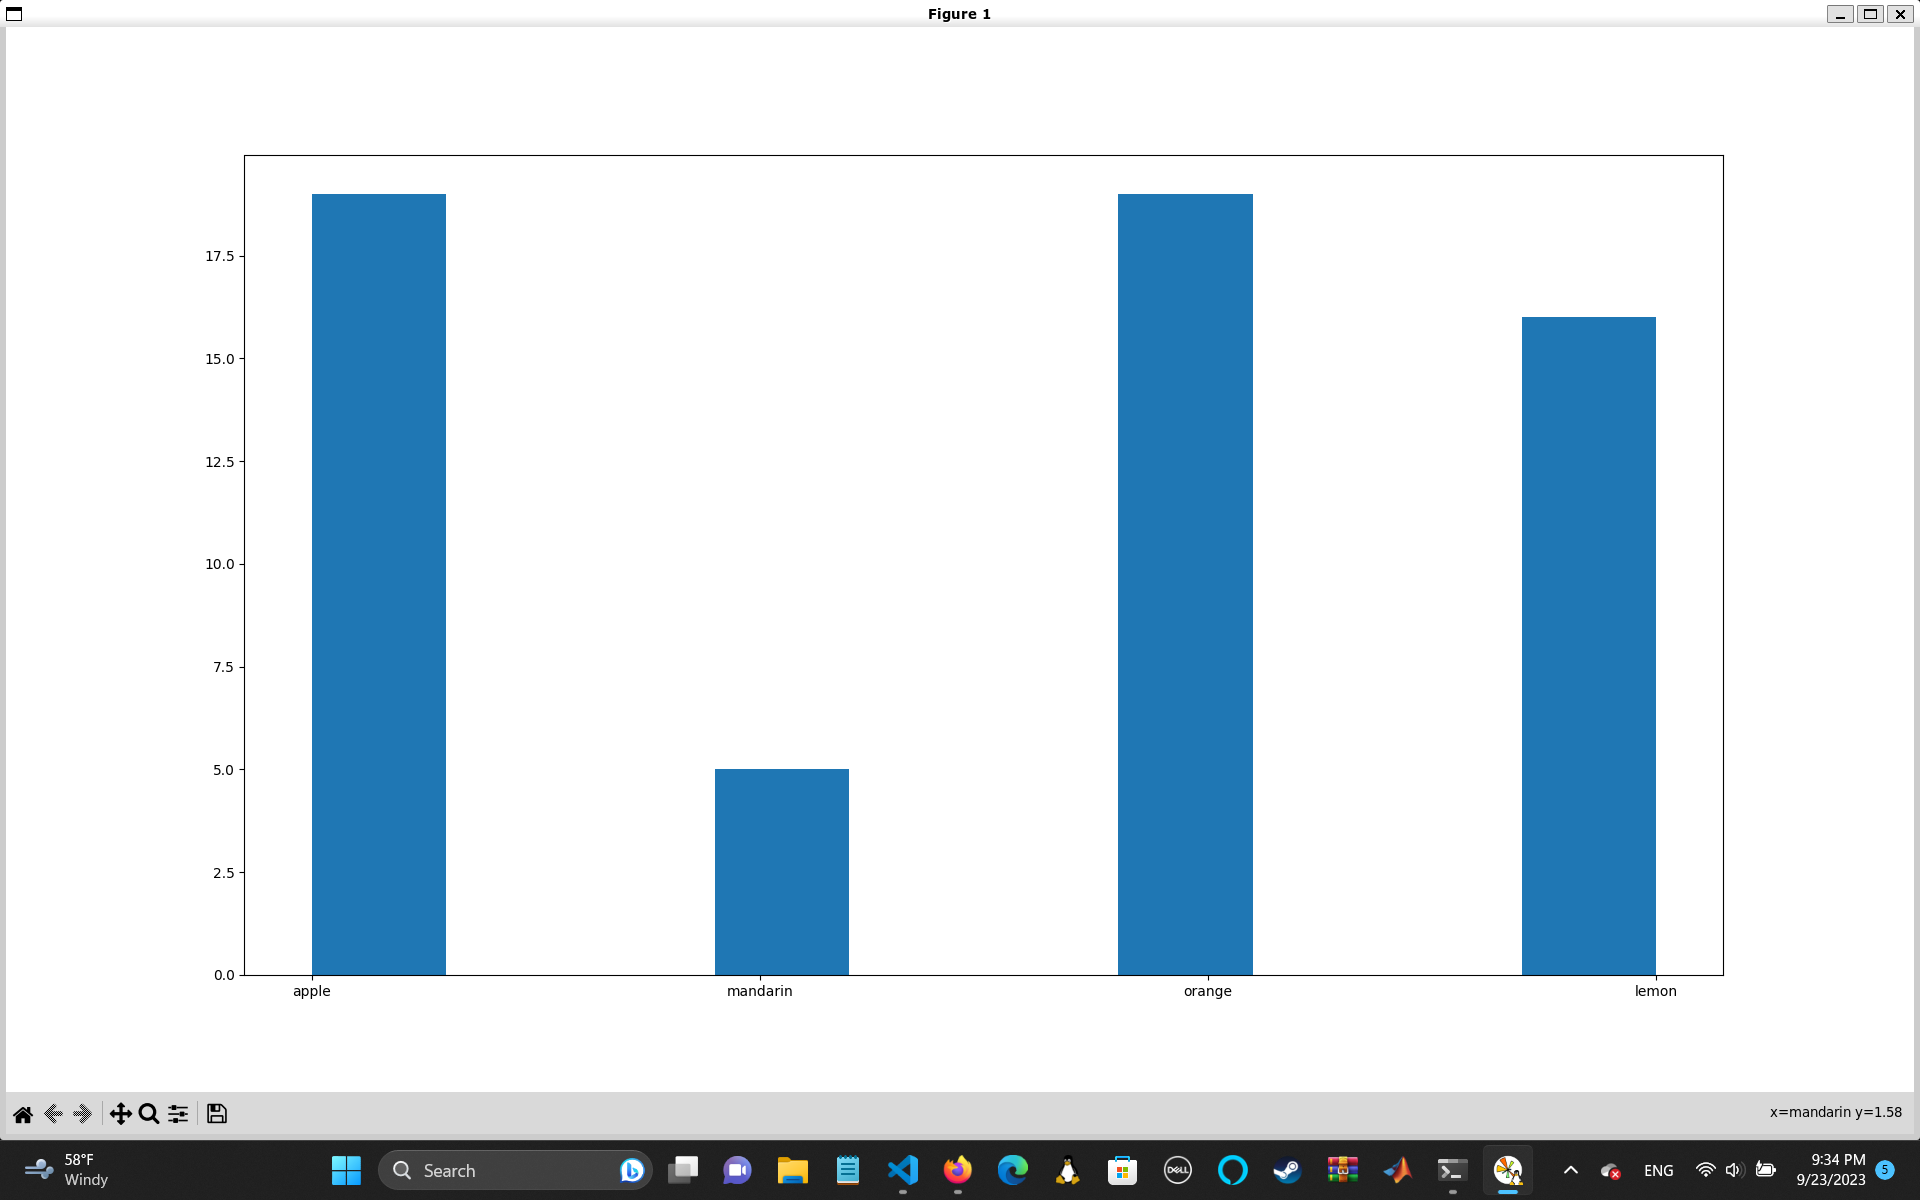 Figure 1
17.5
15.0
12.5
10.0
7.5
5.0
2.5
0.0
apple mandarin orange lemon
x=mandarin y=1.58
58°F
Windy
Search
DELL
ENG
9:34 PM
9/23/2023
5